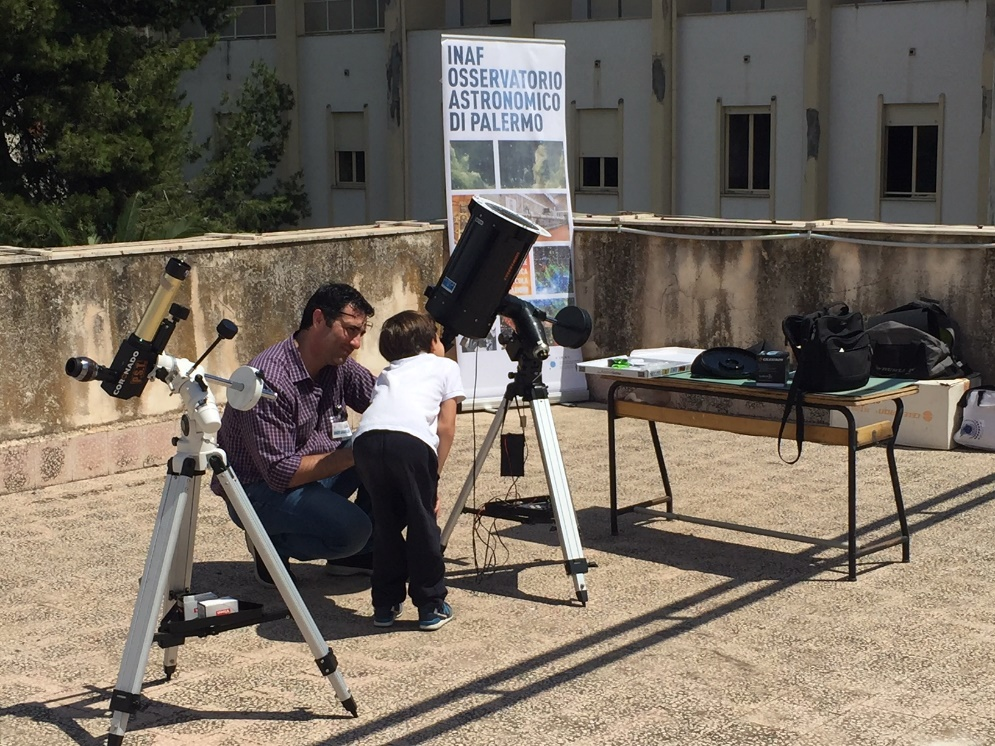 INAF
OSSERVATORIO
ASTRONOMICO
DI PALERMO
CORONADO